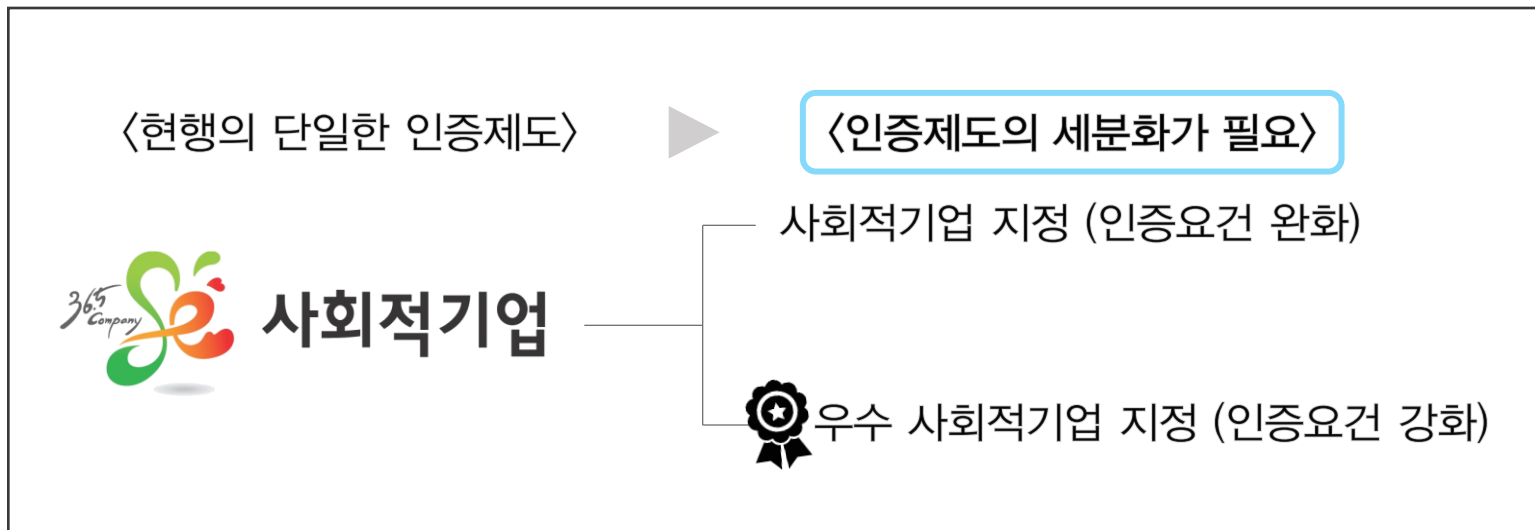 <현행의 단일한 인증제도>
<인증제도의 세분화가 필요>
사회적기업 지정 (인증요건 완화)
36.5
Company
사회적기업
우수 사회적기업 지정 (인증요건 강화)